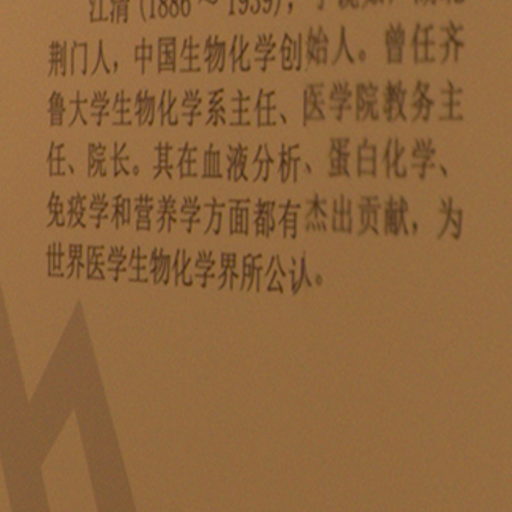 江清（1886～1939），
荆门人，中国生物化学创始人。曾任齐
鲁大学生物化学系主任、医学院教务主
任、院长。其在血液分析、蛋白化学、
免疫学和营养学方面都有杰出贡献，为
世界医学生物化学界所公认。